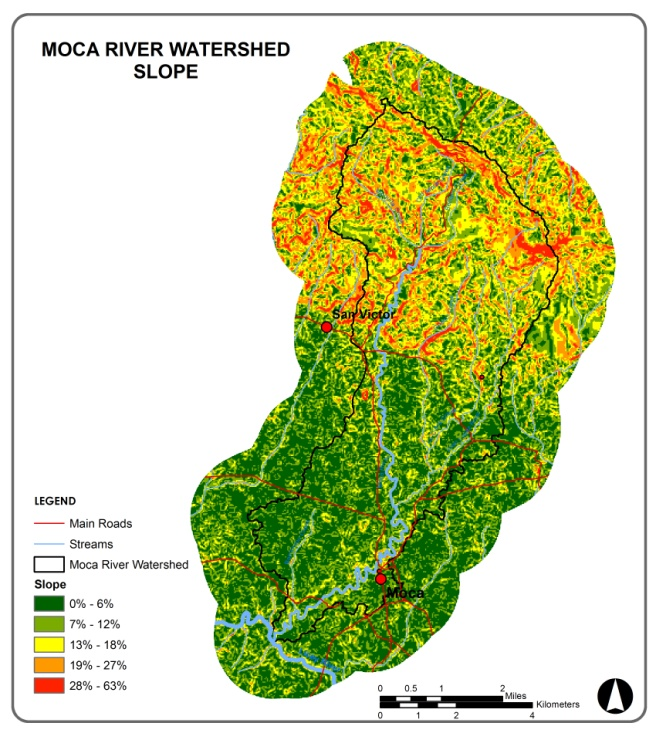 MOCA RIVER WATERSHED
SLOPE
San Victor
Moca
LEGEND
Main Roads
Streams
Moca River Watershed
Slope
0% - 6%
7% - 12%
13% - 18%
19% - 27%
28% - 63%
0 0.5 1 2
Miles
Kilometers
0 1 2 4